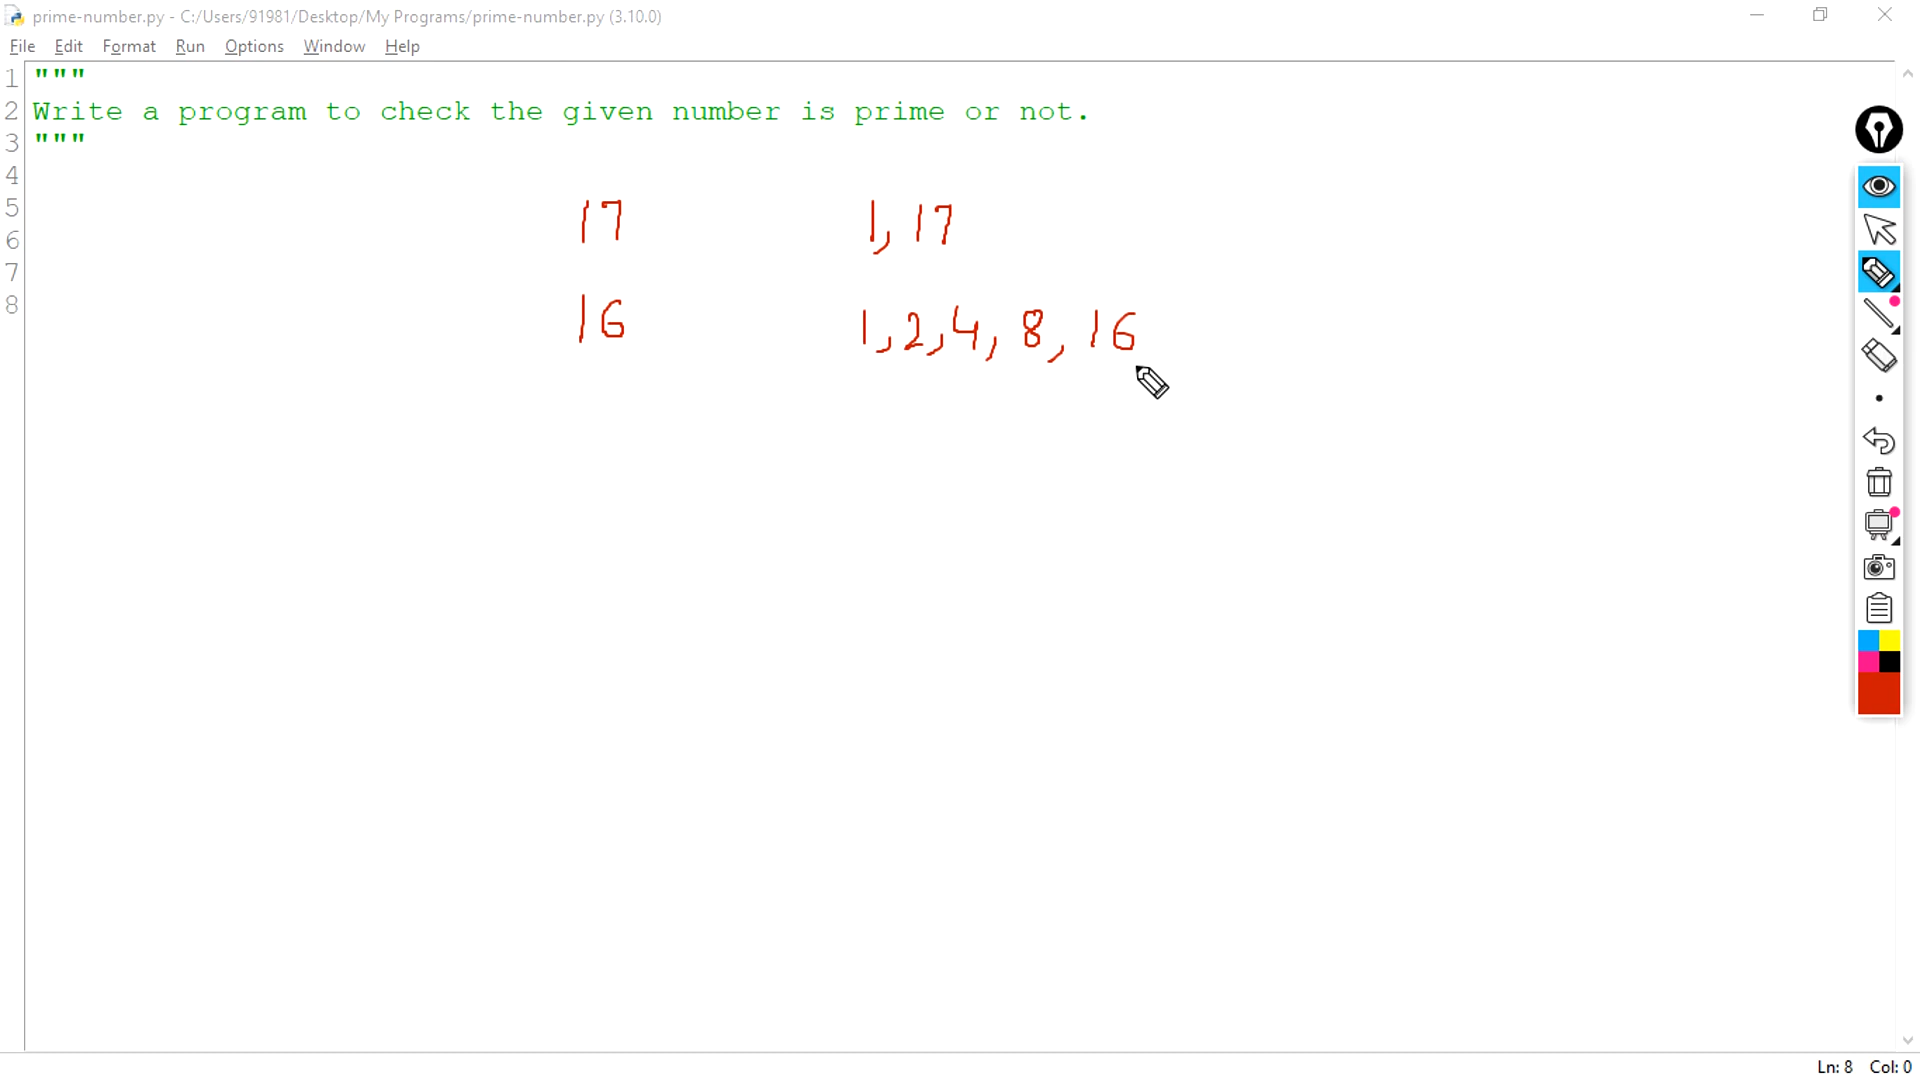 prime-number.py - C:/Users/91981/Desktop/My Programs/prime-number.py (3.10.0)
File Edit Format Run Options Window Help
1 """
2 Write a program to check the given number is prime or not.
3 """
4
5 17 1, 17
6
7
8 16 1, 2, 4, 8, 16
Ln: 8 Col: 0